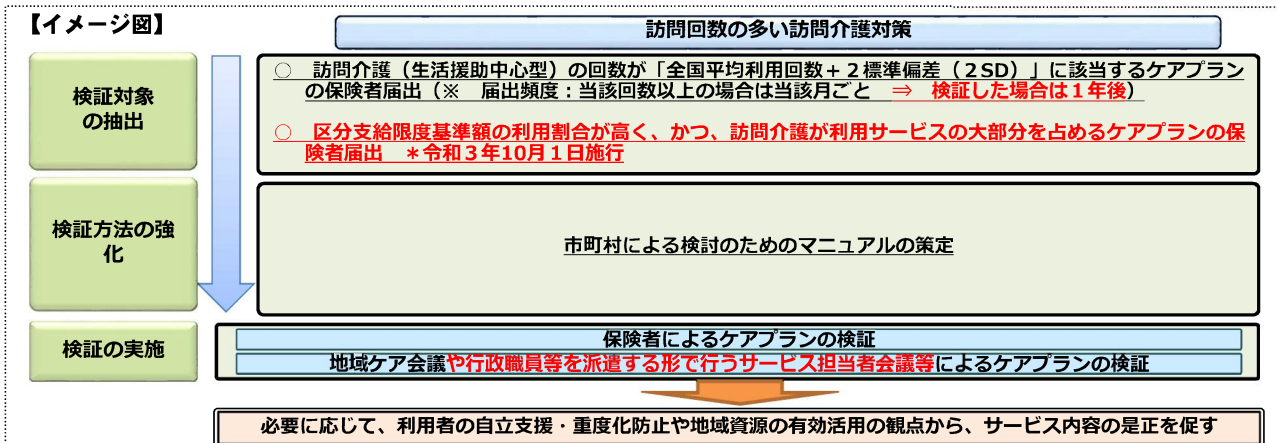 【イメージ図】
訪問回数の多い訪問介護対策
検証対象
の抽出
○　訪問介護（生活援助中心型）の回数が「全国平均利用回数＋２標準偏差（２SD）」に該当するケアプラン
の保険者届出（※　届出頻度：当該回数以上の場合は当該月ごと　⇒　検証した場合は１年後）
○　区分支給限度基準額の利用割合が高く、かつ、訪問介護が利用サービスの大部分を占めるケアプランの保
険者届出　＊令和３年10月１日施行
検証方法の強
化
市町村による検討のためのマニュアルの策定
検証の実施
保険者によるケアプランの検証
地域ケア会議や行政職員等を派遣する形で行うサービス担当者会議等によるケアプランの検証
必要に応じて、利用者の自立支援・重度化防止や地域資源の有効活用の観点から、サービス内容の是正を促す